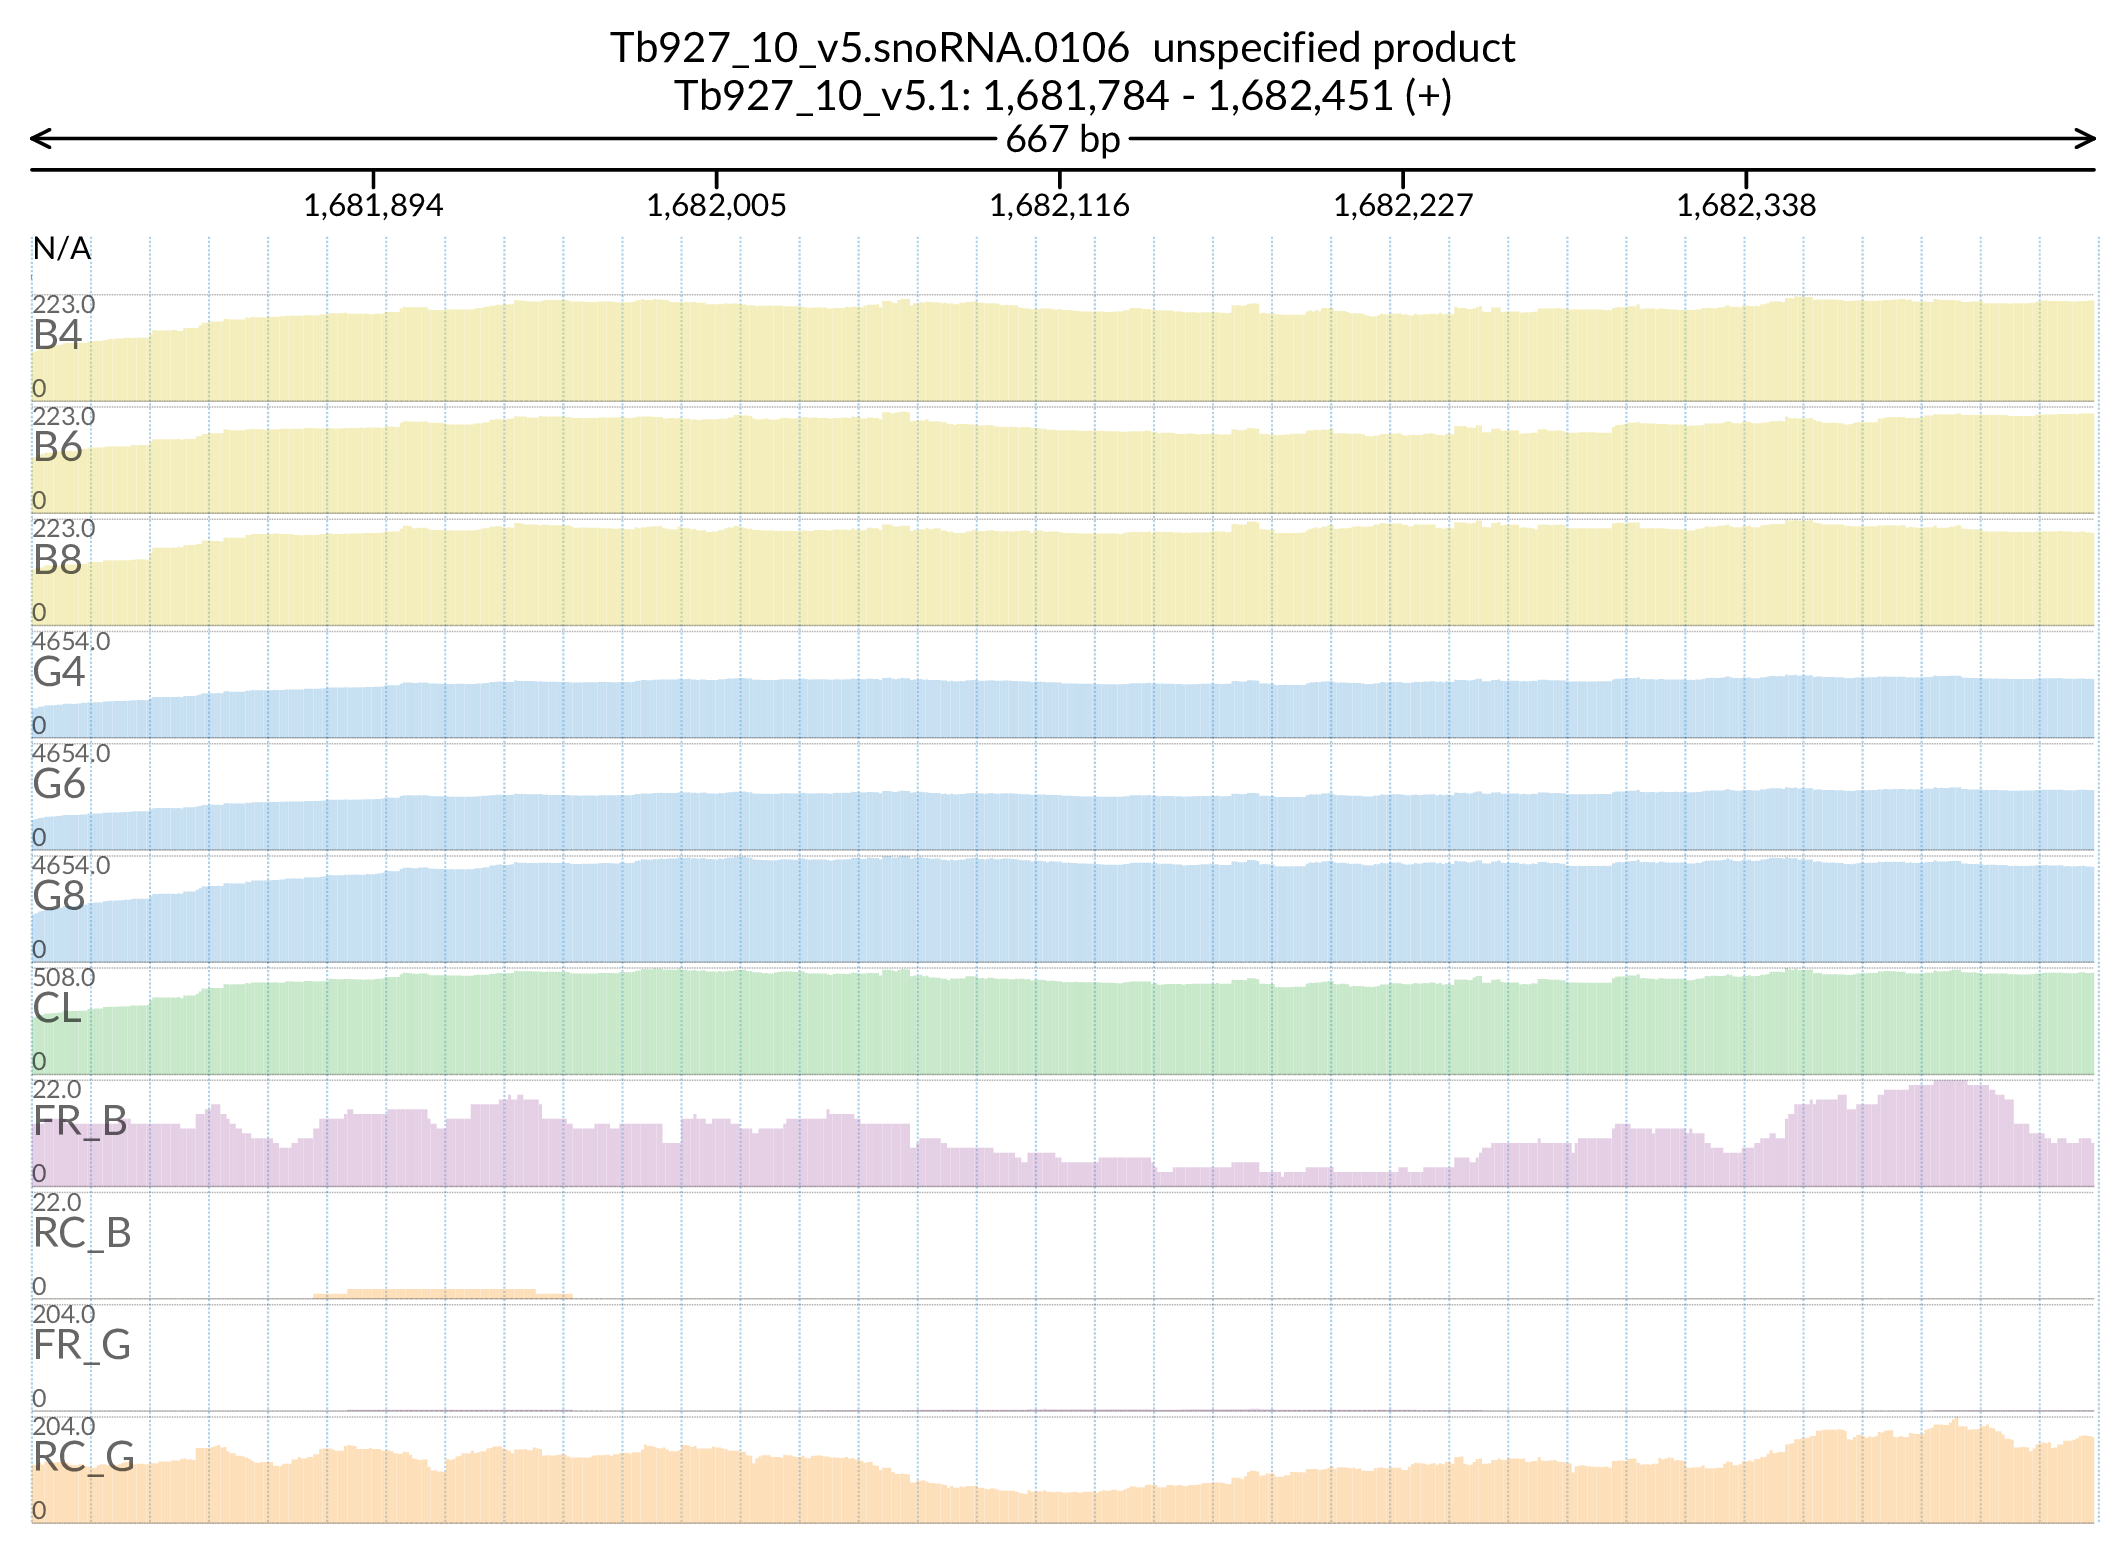 Tb927_10_v5.snoRNA.0106  unspecified product
Tb927_10_v5.1: 1,681,784 - 1,682,451 (+)
667 bp
1,681,894 1,682,005 1,682,116 1,682,227 1,682,338
N/A
223.0
B4
0
223.0
B6
0
223.0
B8
0
4654.0
G4
0
4654.0
G6
0
4654.0
G8
0
508.0
CL
0
22.0
FR_B
0
22.0
RC_B
0
204.0
FR_G
0
204.0
RC_G
0